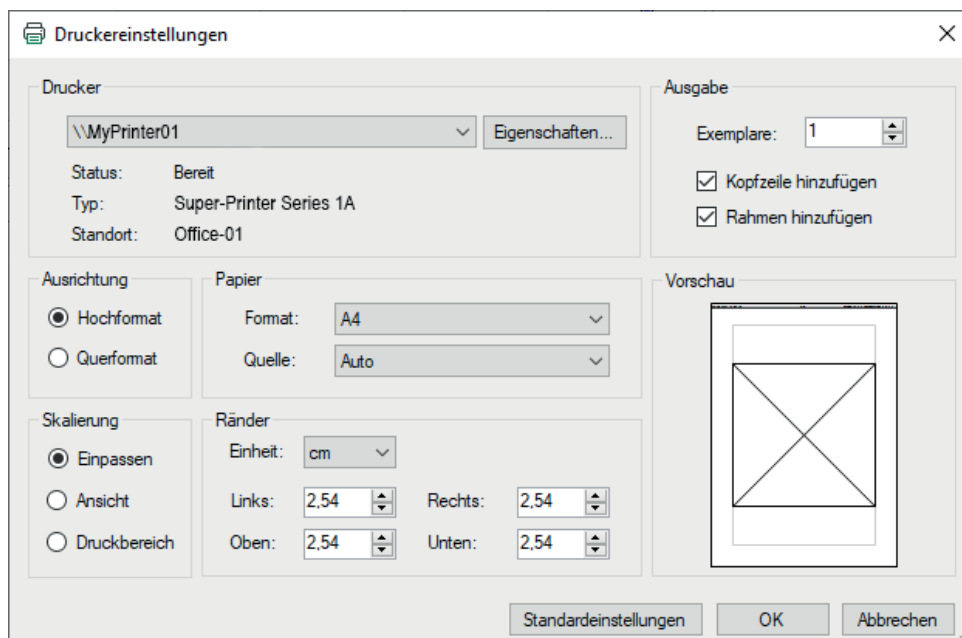 Druckereinstellungen
Drucker
\\MyPrinter01
Eigenschaften...
Status: Bereit
Typ: Super-Printer Series 1A
Standort: Office-01
Ausgabe
Exemplare: 1
Kopfzeile hinzufügen
Rahmen hinzufügen
Ausrichtung
Hochformat
Querformat
Papier
Format: A4
Quelle: Auto
Vorschau
Skalierung
Einpassen
Ansicht
Druckbereich
Ränder
Einheit: cm
Links: 2,54 Rechts: 2,54
Oben: 2,54 Unten: 2,54
Standardeinstellungen OK Abbrechen